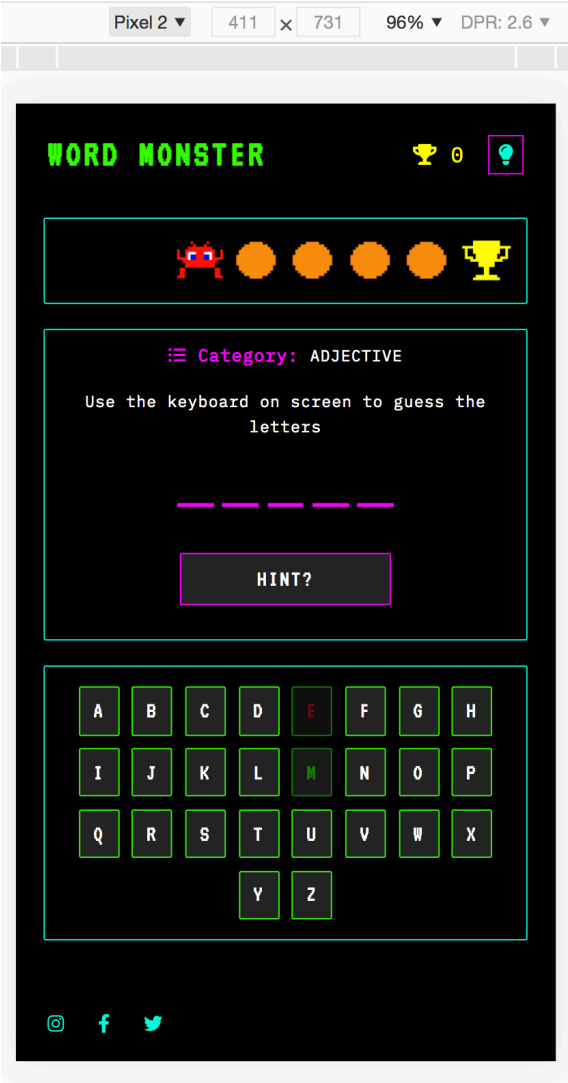 Pixel 2 ▼ 411 × 731 96% ▼ DPR: 2.6 ▼
WORD MONSTER 0
Category: ADJECTIVE
Use the keyboard on screen to guess the
letters
HINT?
A B C D E F G H
I J K L M N O P
Q R S T U V W X
Y Z